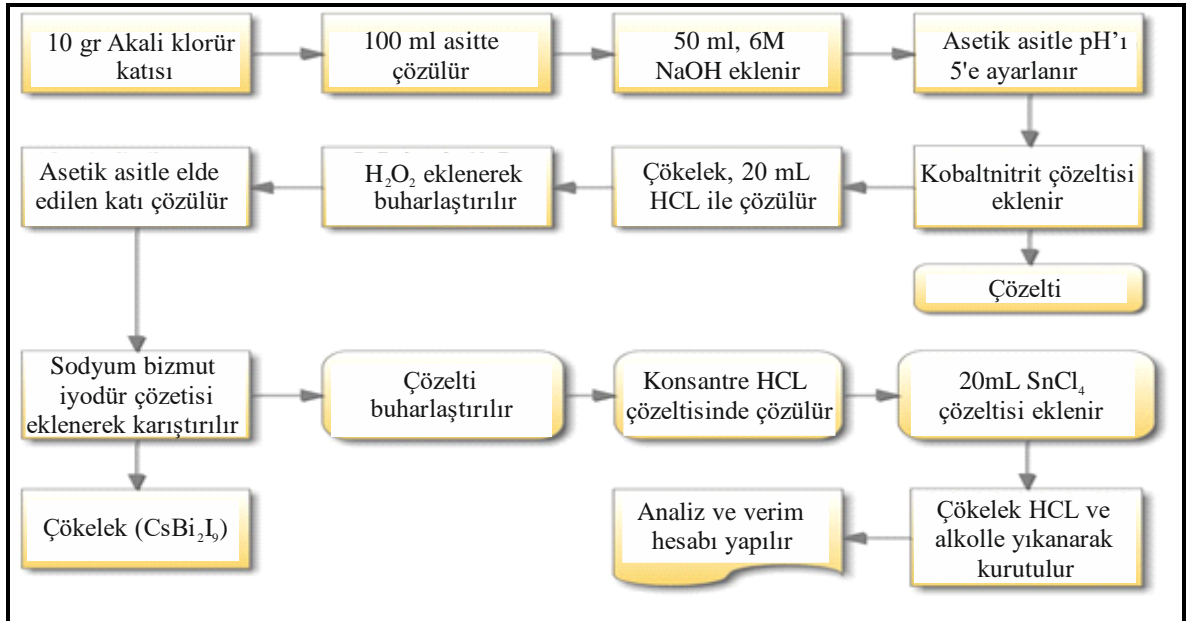 10 gr Akali klorür
katısı
100 ml asitte
çözülür
50 ml, 6M
NaOH eklenir
Asetik asitle pH’ı
5'e ayarlanır
Kobaltnitrit çözeltisi
eklenir
Çözelti
Çökelek, 20 mL
HCL ile çözülür
H₂O₂ eklenerek
buharlaştırılır
Asetik asitle elde
edilen katı çözülür
Sodyum bizmut
iyodür çözetisi
eklenerek karıştırılır
Çökelek (CsBi₂I₉)
Çözelti
buharlaştırılır
Konsantre HCL
çözeltisinde çözülür
20mL SnCl₄
çözeltisi eklenir
Çökelek HCL ve
alkolle yıkanarak
kurutulur
Analiz ve verim
hesabı yapılır